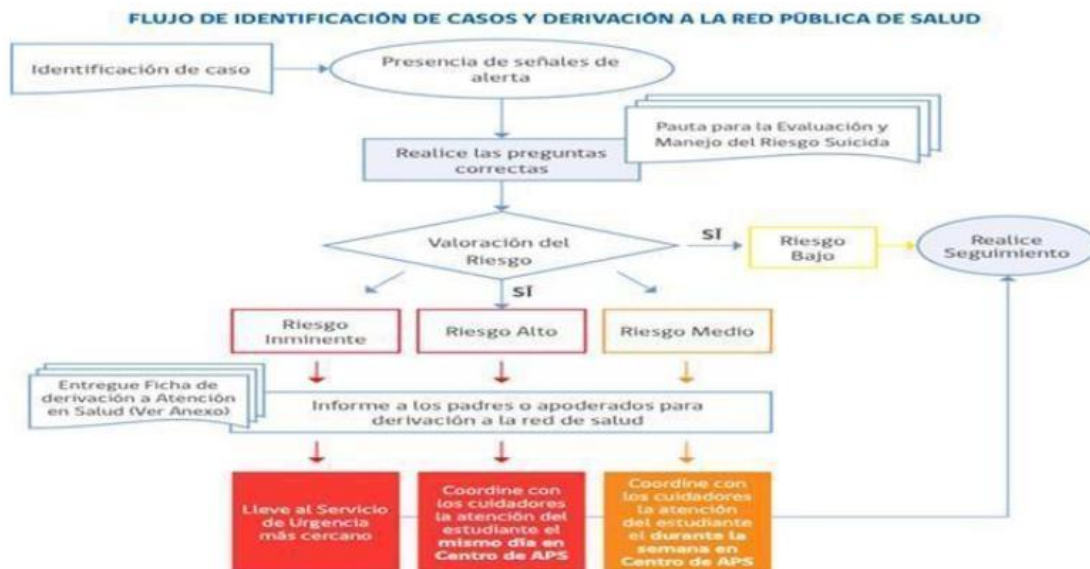 FLUJO DE IDENTIFICACIÓN DE CASOS Y DERIVACIÓN A LA RED PÚBLICA DE SALUD
Identificación de caso
Presencia de señales de
alerta
Pauta para la Evaluación y
Manejo del Riesgo Suicida
Realice las preguntas
correctas
Valoración del
Riesgo
SÍ
Riesgo
Bajo
Realice
Seguimiento
SÍ
Riesgo
Inminente
Riesgo Alto
Riesgo Medio
Entregue Ficha de
derivación a Atención
en Salud (Ver Anexo)
Informe a los padres o apoderados para
derivación a la red de salud
Lleve al Servicio
de Urgencia
más cercano
Coordine con
los cuidadores
la atención del
estudiante el
mismo día en
Centro de APS
Coordine con
los cuidadores
la atención
del estudiante
el durante la
semana en
Centro de APS